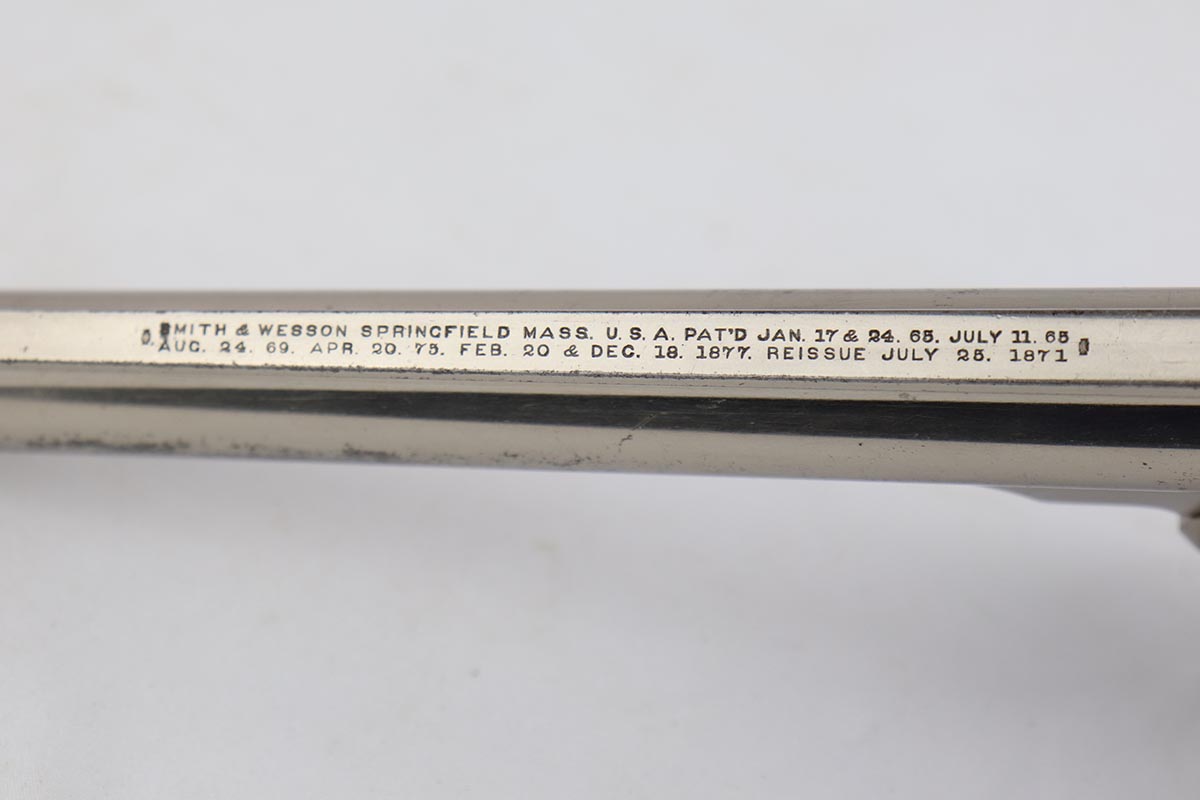 SMITH & WESSON SPRINGFIELD MASS. U.S.A. PAT'D JAN. 17 & 24. 65. JULY 11. 65
AUG. 24. 69. APR. 20. 75. FEB. 20 & DEC. 18. 1877. REISSUE JULY 25. 1871